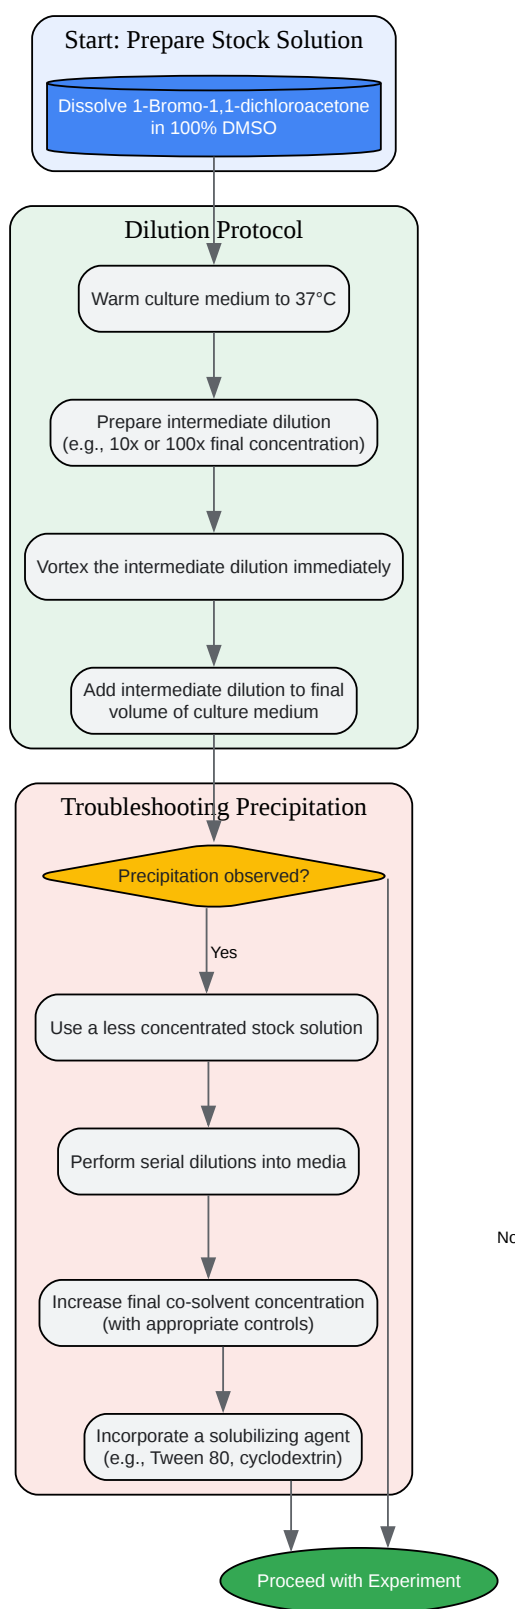 Start: Prepare Stock Solution
Dissolve 1-Bromo-1,1-dichloroacetone
in 100% DMSO
Dilution Protocol
Warm culture medium to 37°C
Prepare intermediate dilution
(e.g., 10x or 100x final concentration)
Vortex the intermediate dilution immediately
Add intermediate dilution to final
volume of culture medium
Troubleshooting Precipitation
Precipitation observed?
Yes
Use a less concentrated stock solution
Perform serial dilutions into media
No
Increase final co-solvent concentration
(with appropriate controls)
Incorporate a solubilizing agent
(e.g., Tween 80, cyclodextrin)
Proceed with Experiment